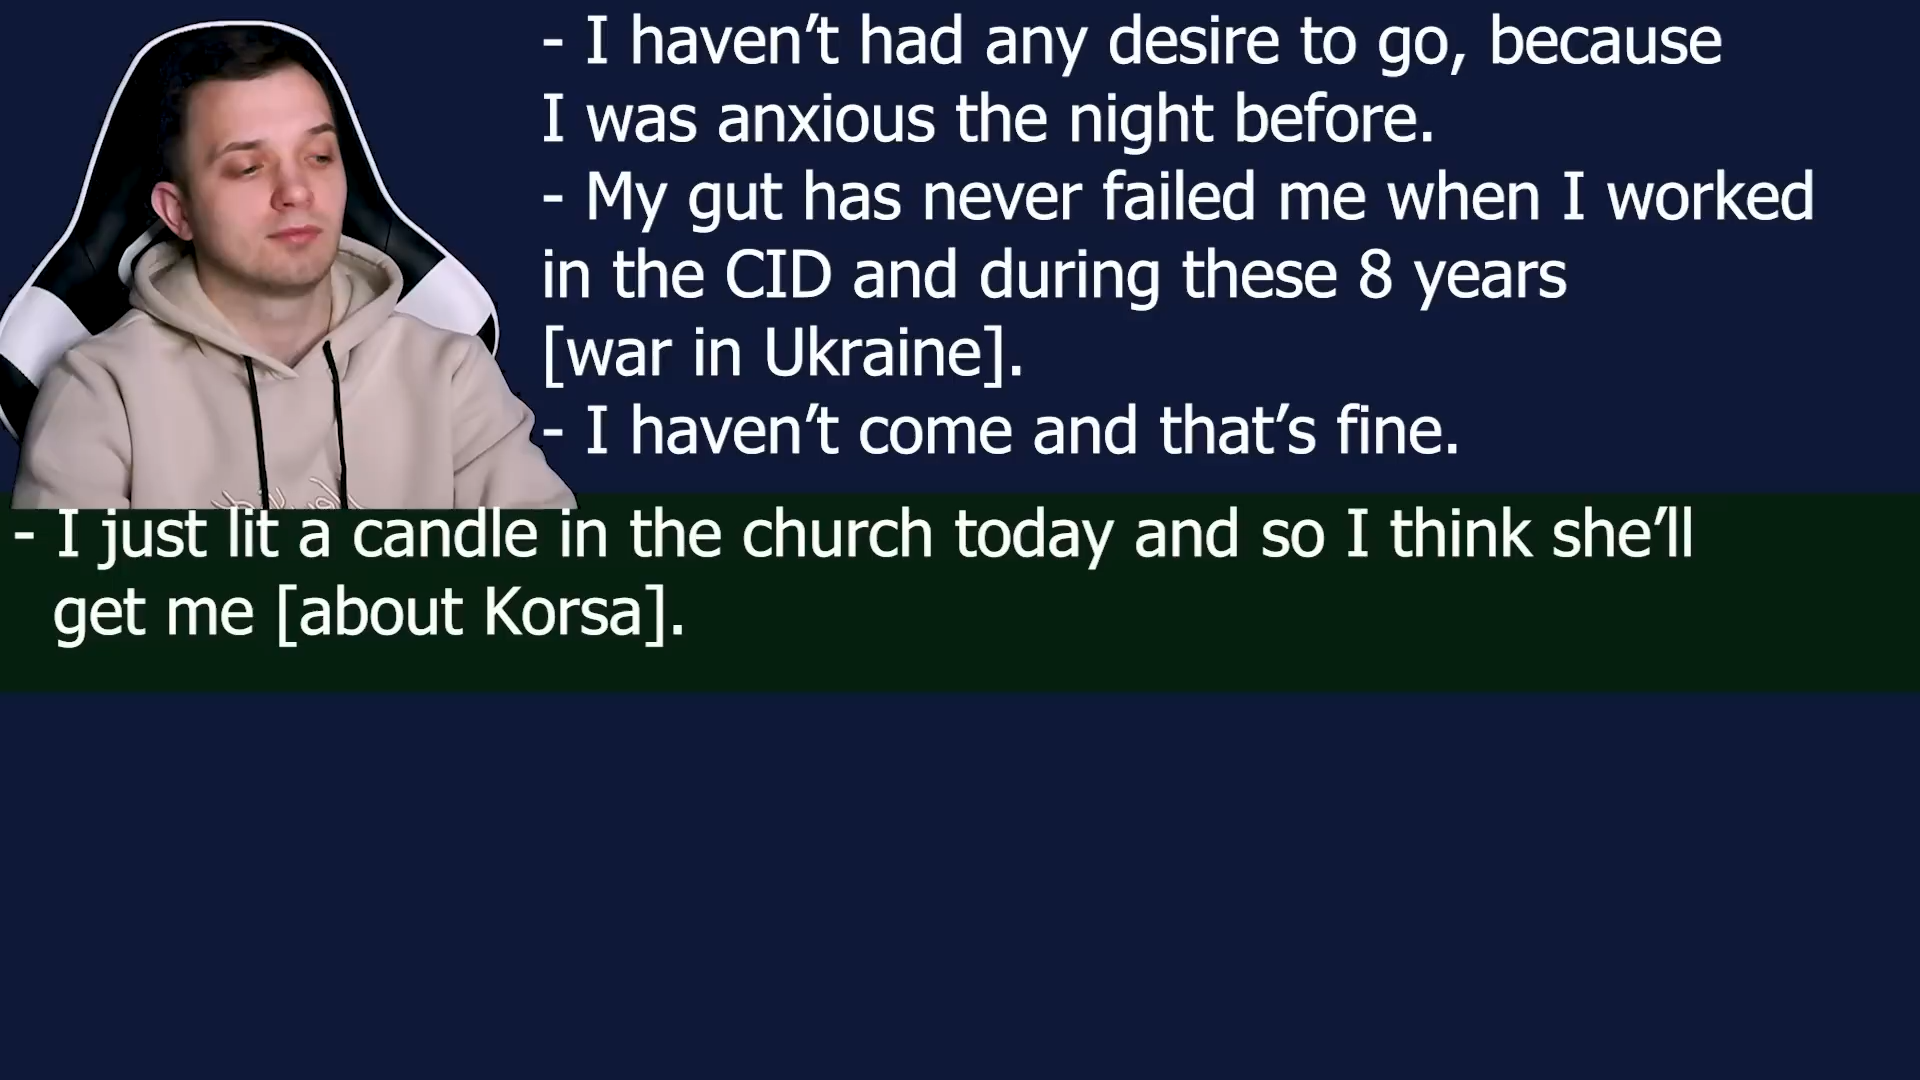 - I haven’t had any desire to go, because
I was anxious the night before.
- My gut has never failed me when I worked
in the CID and during these 8 years
[war in Ukraine].
- I haven’t come and that’s fine.
- I just lit a candle in the church today and so I think she’ll
get me [about Korsa].